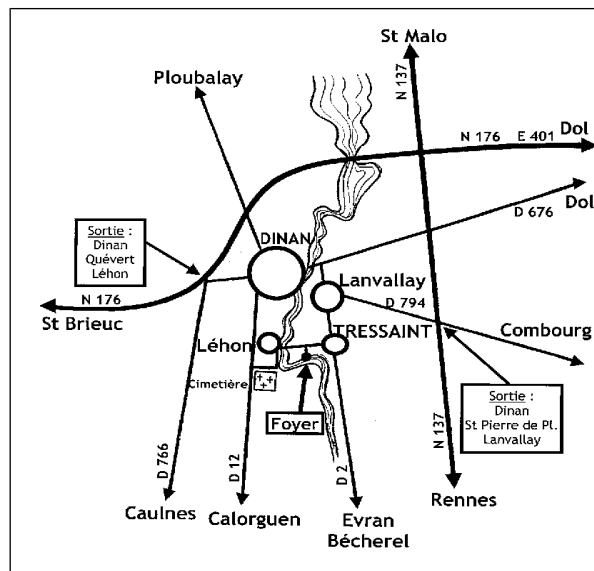 St Malo
N 137
Ploubalay
N 176 E 401 Dol
D 676
Dol
Sortie :
Dinan
Quévert
Léhon
DINAN
Lanvallay
D 794
N 176
St Brieuc
Léhon
TRESSAINT
Combourg
Cimetière
Foyer
Sortie :
Dinan
St Pierre de Pl.
Lanvallay
N 137
D 766
D 12
D 2
Caulnes
Calorguen
Evran
Bécherel
Rennes